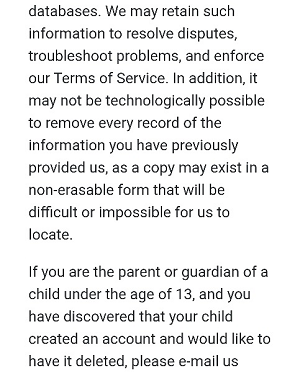 databases. We may retain such
information to resolve disputes,
troubleshoot problems, and enforce
our Terms of Service. In addition, it
may not be technologically possible
to remove every record of the
information you have previously
provided us, as a copy may exist in a
non-erasable form that will be
difficult or impossible for us to
locate.
If you are the parent or guardian of a
child under the age of 13, and you
have discovered that your child
created an account and would like to
have it deleted, please e-mail us